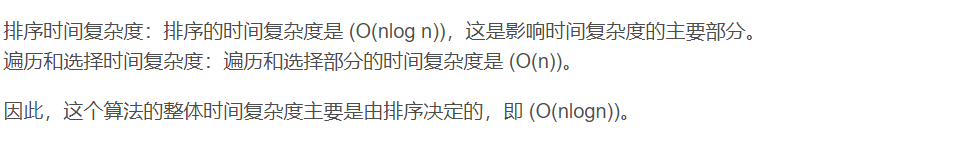 排序时间复杂度：排序的时间复杂度是 (O(nlog n))，这是影响时间复杂度的主要部分。
遍历和选择时间复杂度：遍历和选择部分的时间复杂度是 (O(n))。
因此，这个算法的整体时间复杂度主要是由排序决定的，即 (O(nlogn))。